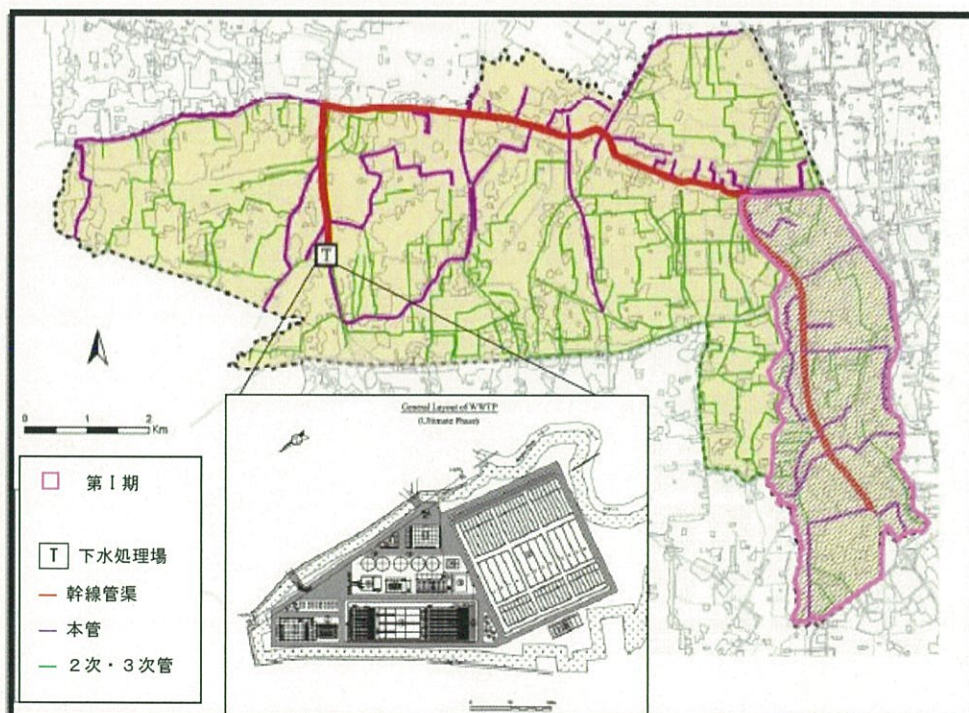 T
0 1 2
Km
第Ⅰ期
T 下水処理場
幹線管渠
本管
2次・3次管
General Layout of WWTP
(Ultimate Phase)